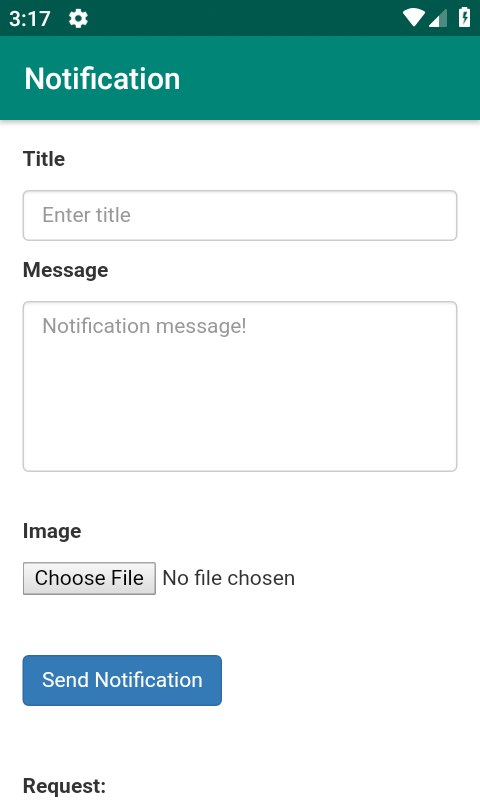 3:17
Notification
Title
Enter title
Message
Notification message!
Image
Choose File No file chosen
Send Notification
Request: